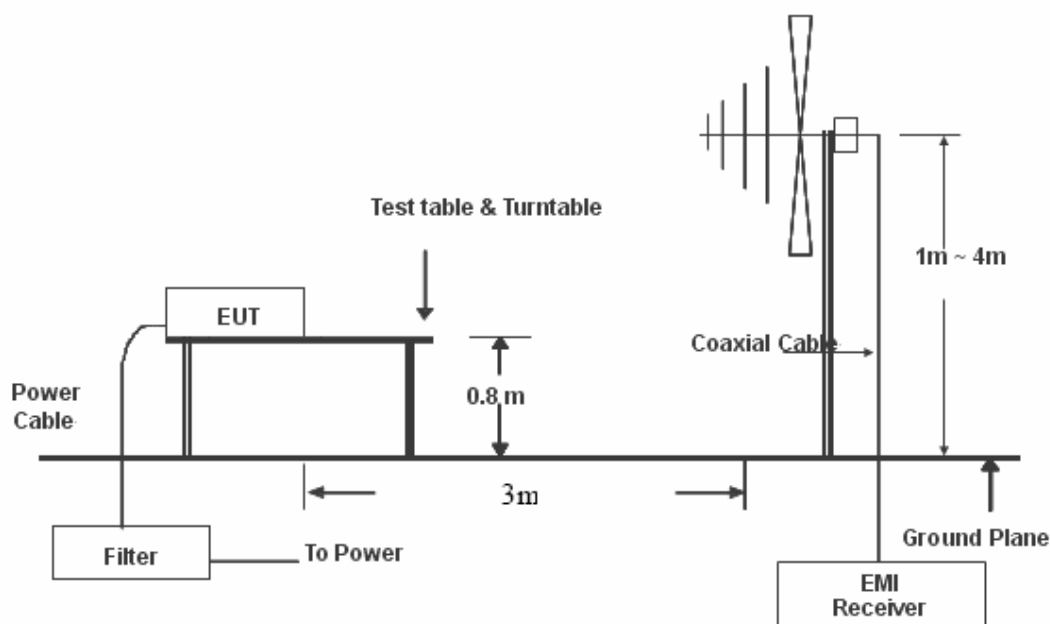 Test table & Turntable
1m ~ 4m
EUT
Coaxial Cable
0.8 m
Power
Cable
3m
Ground Plane
Filter
To Power
EMI
Receiver